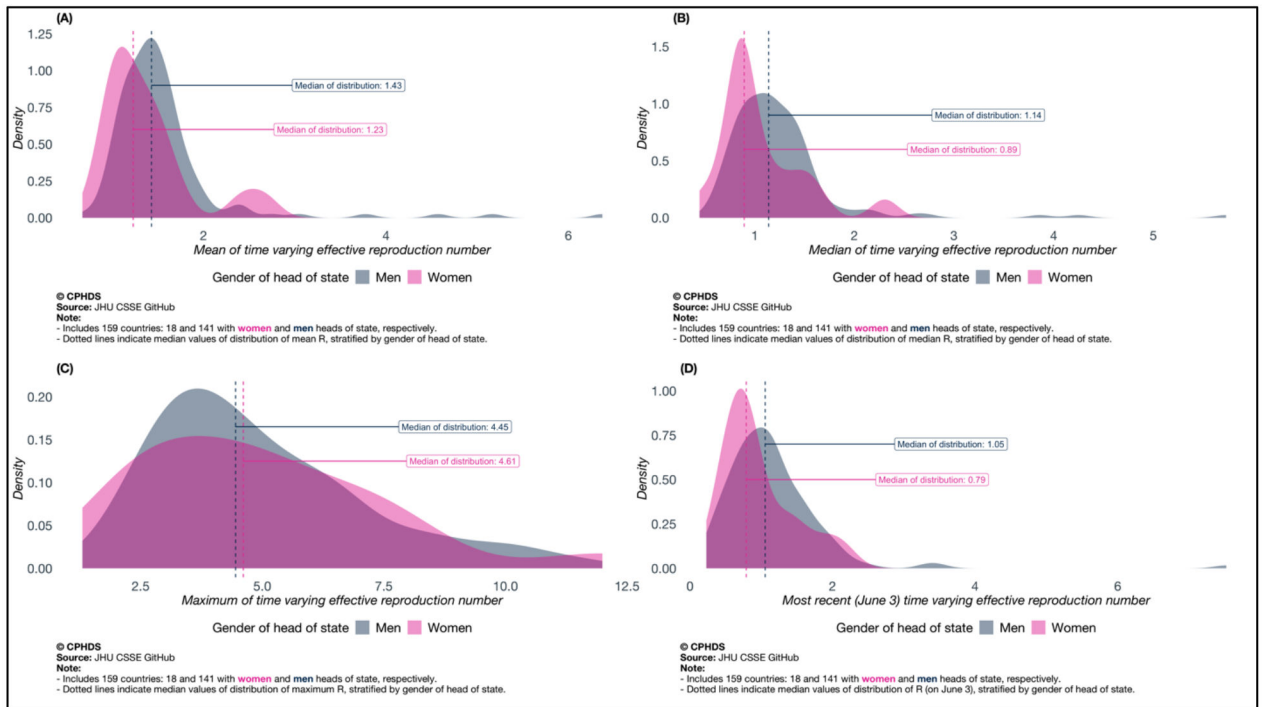 (A)
1.25
1.00
0.75
0.50
0.25
0.00
Density
Median of distribution: 1.43
Median of distribution: 1.23
2
4
6
Mean of time varying effective reproduction number
Gender of head of state Men Women
© CPHDS
Source: JHU CSSE GitHub
Note:
- Includes 159 countries: 18 and 141 with women and men heads of state, respectively.
- Dotted lines indicate median values of distribution of mean R, stratified by gender of head of state.
(B)
1.5
1.0
0.5
0.0
Density
Median of distribution: 1.14
Median of distribution: 0.89
1
2
3
4
5
Median of time varying effective reproduction number
Gender of head of state Men Women
© CPHDS
Source: JHU CSSE GitHub
Note:
- Includes 159 countries: 18 and 141 with women and men heads of state, respectively.
- Dotted lines indicate median values of distribution of median R, stratified by gender of head of state.
(C)
0.20
0.15
0.10
0.05
0.00
Density
Median of distribution: 4.45
Median of distribution: 4.61
2.5
5.0
7.5
10.0
12.5
Maximum of time varying effective reproduction number
Gender of head of state Men Women
© CPHDS
Source: JHU CSSE GitHub
Note:
- Includes 159 countries: 18 and 141 with women and men heads of state, respectively.
- Dotted lines indicate median values of distribution of maximum R, stratified by gender of head of state.
(D)
1.00
0.75
0.50
0.25
0.00
Density
Median of distribution: 1.05
Median of distribution: 0.79
0
2
4
6
Most recent (June 3) time varying effective reproduction number
Gender of head of state Men Women
© CPHDS
Source: JHU CSSE GitHub
Note:
- Includes 159 countries: 18 and 141 with women and men heads of state, respectively.
- Dotted lines indicate median values of distribution of R (on June 3), stratified by gender of head of state.